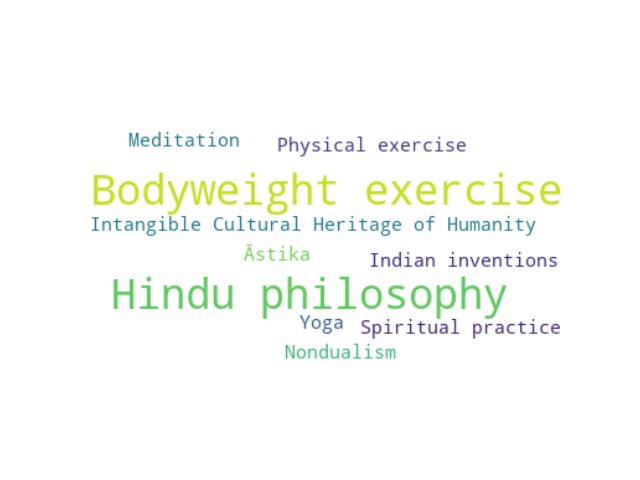 Meditation
Physical exercise
Bodyweight exercise
Intangible Cultural Heritage of Humanity
Āstika
Indian inventions
Hindu philosophy
Yoga
Spiritual practice
Nondualism